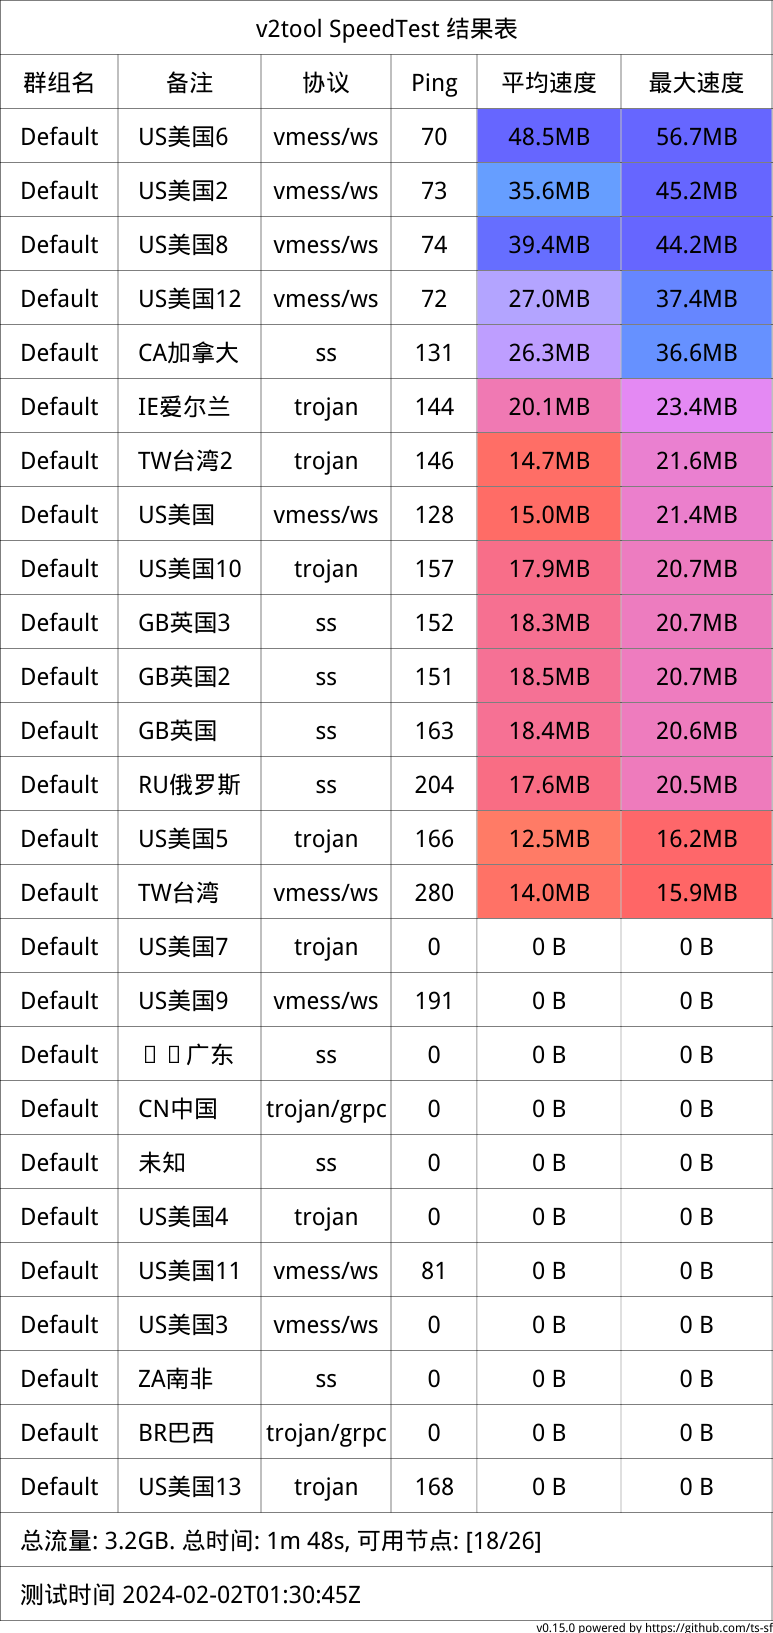 v2tool SpeedTest 结果表
群组名 备注 协议 Ping 平均速度 最大速度
Default US美国6 vmess/ws 70 48.5MB 56.7MB
Default US美国2 vmess/ws 73 35.6MB 45.2MB
Default US美国8 vmess/ws 74 39.4MB 44.2MB
Default US美国12 vmess/ws 72 27.0MB 37.4MB
Default CA加拿大 ss 131 26.3MB 36.6MB
Default IE爱尔兰 trojan 144 20.1MB 23.4MB
Default TW台湾2 trojan 146 14.7MB 21.6MB
Default US美国 vmess/ws 128 15.0MB 21.4MB
Default US美国10 trojan 157 17.9MB 20.7MB
Default GB英国3 ss 152 18.3MB 20.7MB
Default GB英国2 ss 151 18.5MB 20.7MB
Default GB英国 ss 163 18.4MB 20.6MB
Default RU俄罗斯 ss 204 17.6MB 20.5MB
Default US美国5 trojan 166 12.5MB 16.2MB
Default TW台湾 vmess/ws 280 14.0MB 15.9MB
Default US美国7 trojan 0 0 B 0 B
Default US美国9 vmess/ws 191 0 B 0 B
Default 广东 ss 0 0 B 0 B
Default CN中国 trojan/grpc 0 0 B 0 B
Default 未知 ss 0 0 B 0 B
Default US美国4 trojan 0 0 B 0 B
Default US美国11 vmess/ws 81 0 B 0 B
Default US美国3 vmess/ws 0 0 B 0 B
Default ZA南非 ss 0 0 B 0 B
Default BR巴西 trojan/grpc 0 0 B 0 B
Default US美国13 trojan 168 0 B 0 B
总流量: 3.2GB. 总时间: 1m 48s, 可用节点: [18/26]
测试时间 2024-02-02T01:30:45Z
v0.15.0 powered by https://github.com/ts-sf